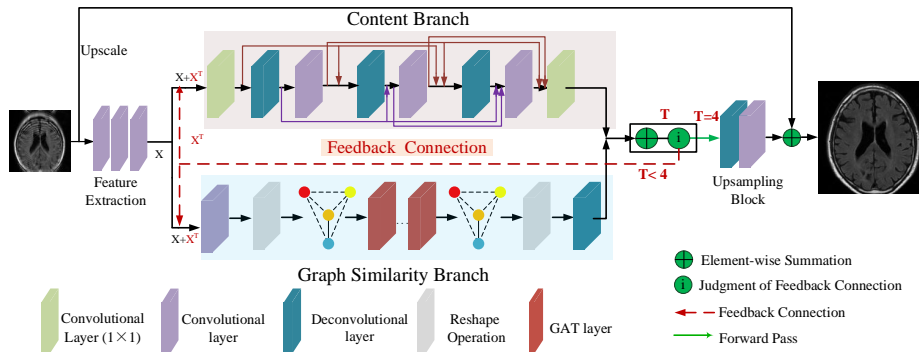 Content Branch
Upscale
X+X^T
X
X^T
Feature
Extraction
Feedback Connection
T
T=4
i
T< 4
Upsampling
Block
X+X^T
Graph Similarity Branch
Element-wise Summation
i
Judgment of Feedback Connection
Feedback Connection
Forward Pass
Convolutional
Layer (1×1)
Convolutional
layer
Deconvolutional
layer
Reshape
Operation
GAT layer